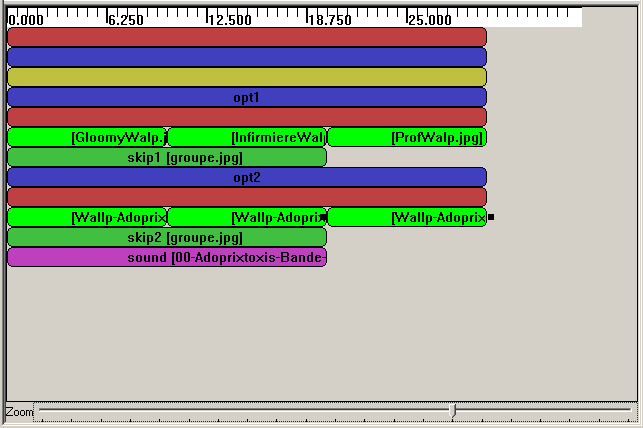 0.000 6.250 12.500 18.750 25.000
opt1
[GloomyWalp.j [InfirmiereWal [ProfWalp.jpg]
skip1 [groupe.jpg]
opt2
[Wallp-Adoprix [Wallp-Adoprix [Wallp-Adoprix
skip2 [groupe.jpg]
sound [00-Adoprixtoxis-Bande-
Zoom